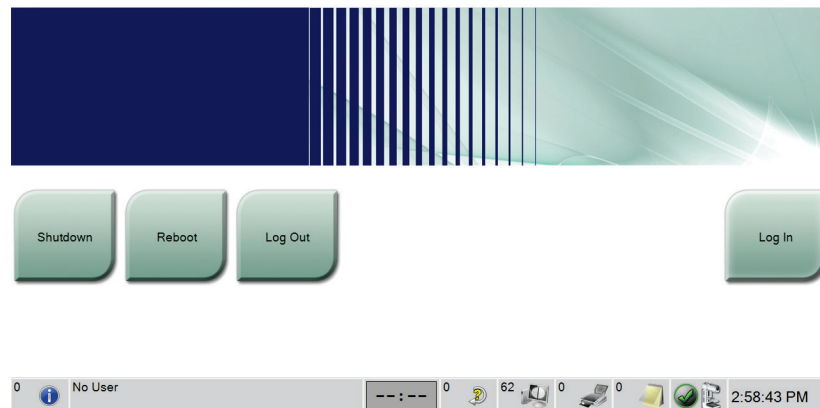 Shutdown
Reboot
Log Out
Log In
0
No User
--:--
0
62
0
0
2:58:43 PM